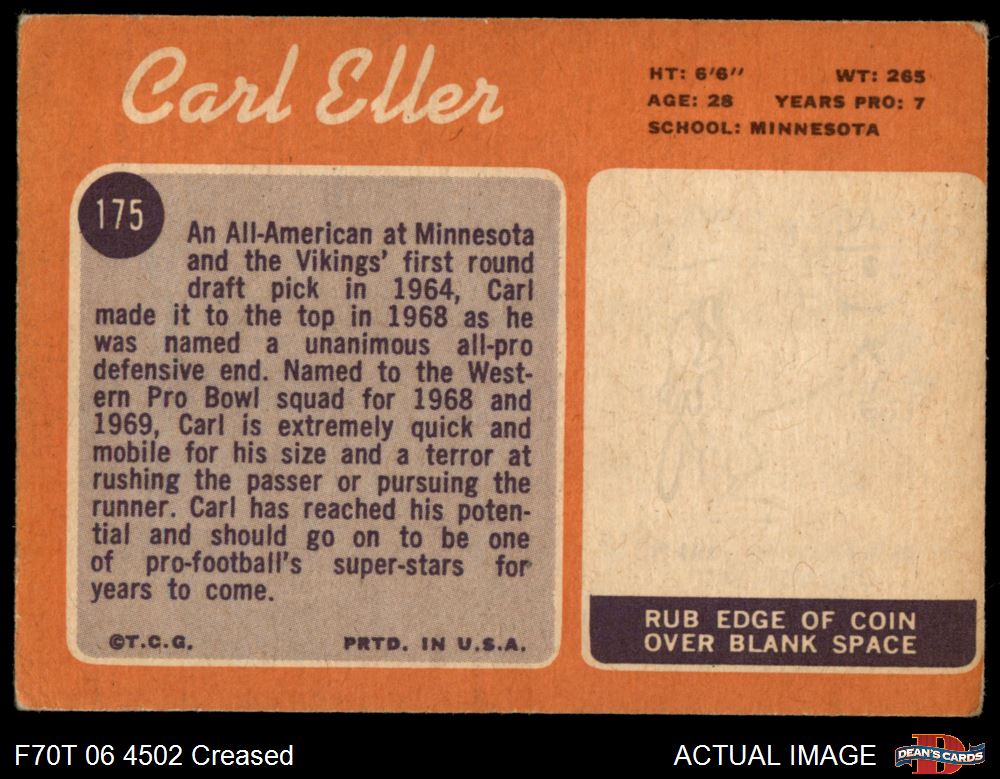 Carl Eller
HT: 6'6" WT: 265
AGE: 28 YEARS PRO: 7
SCHOOL: MINNESOTA
175
An All-American at Minnesota
and the Vikings' first round
draft pick in 1964, Carl
made it to the top in 1968 as he
was named a unanimous all-pro
defensive end. Named to the West-
ern Pro Bowl squad for 1968 and
1969, Carl is extremely quick and
mobile for his size and a terror at
rushing the passer or pursuing the
runner. Carl has reached his poten-
tial and should go on to be one
of pro-football's super-stars for
years to come.
©T.C.G. PRTD. IN U.S.A.
RUB EDGE OF COIN
OVER BLANK SPACE
F70T 06 4502 Creased
ACTUAL IMAGE
D
DEAN'S CARDS